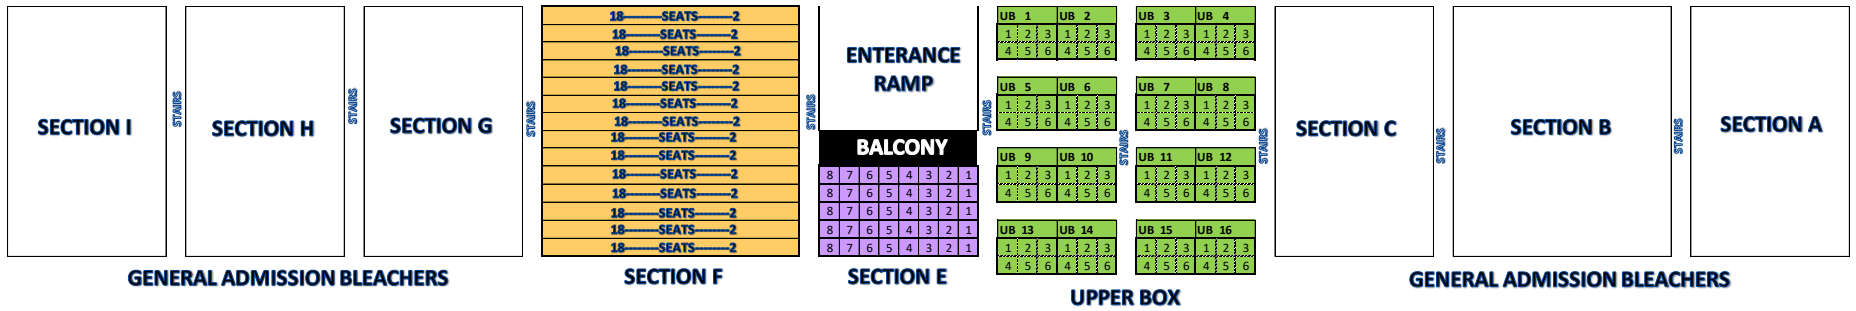 SECTION I
STAIRS
SECTION H
STAIRS
SECTION G
GENERAL ADMISSION BLEACHERS
STAIRS
18--------SEATS-------2
18--------SEATS-------2
18--------SEATS-------2
18--------SEATS-------2
18--------SEATS-------2
18--------SEATS-------2
18--------SEATS-------2
18--------SEATS-------2
18--------SEATS-------2
18--------SEATS-------2
18--------SEATS-------2
18--------SEATS-------2
18--------SEATS-------2
18--------SEATS-------2
SECTION F
STAIRS
ENTERANCE
RAMP
BALCONY
8 7 6 5 4 3 2 1
8 7 6 5 4 3 2 1
8 7 6 5 4 3 2 1
8 7 6 5 4 3 2 1
8 7 6 5 4 3 2 1
SECTION E
STAIRS
UB 1 UB 2 UB 3 UB 4
1 2 3 1 2 3 1 2 3 1 2 3
4 5 6 4 5 6 4 5 6 4 5 6
UB 5 UB 6 UB 7 UB 8
1 2 3 1 2 3 1 2 3 1 2 3
4 5 6 4 5 6 4 5 6 4 5 6
STAIRS
UB 9 UB 10 UB 11 UB 12
1 2 3 1 2 3 1 2 3 1 2 3
4 5 6 4 5 6 4 5 6 4 5 6
UB 13 UB 14 UB 15 UB 16
1 2 3 1 2 3 1 2 3 1 2 3
4 5 6 4 5 6 4 5 6 4 5 6
UPPER BOX
STAIRS
SECTION C
STAIRS
SECTION B
STAIRS
SECTION A
GENERAL ADMISSION BLEACHERS